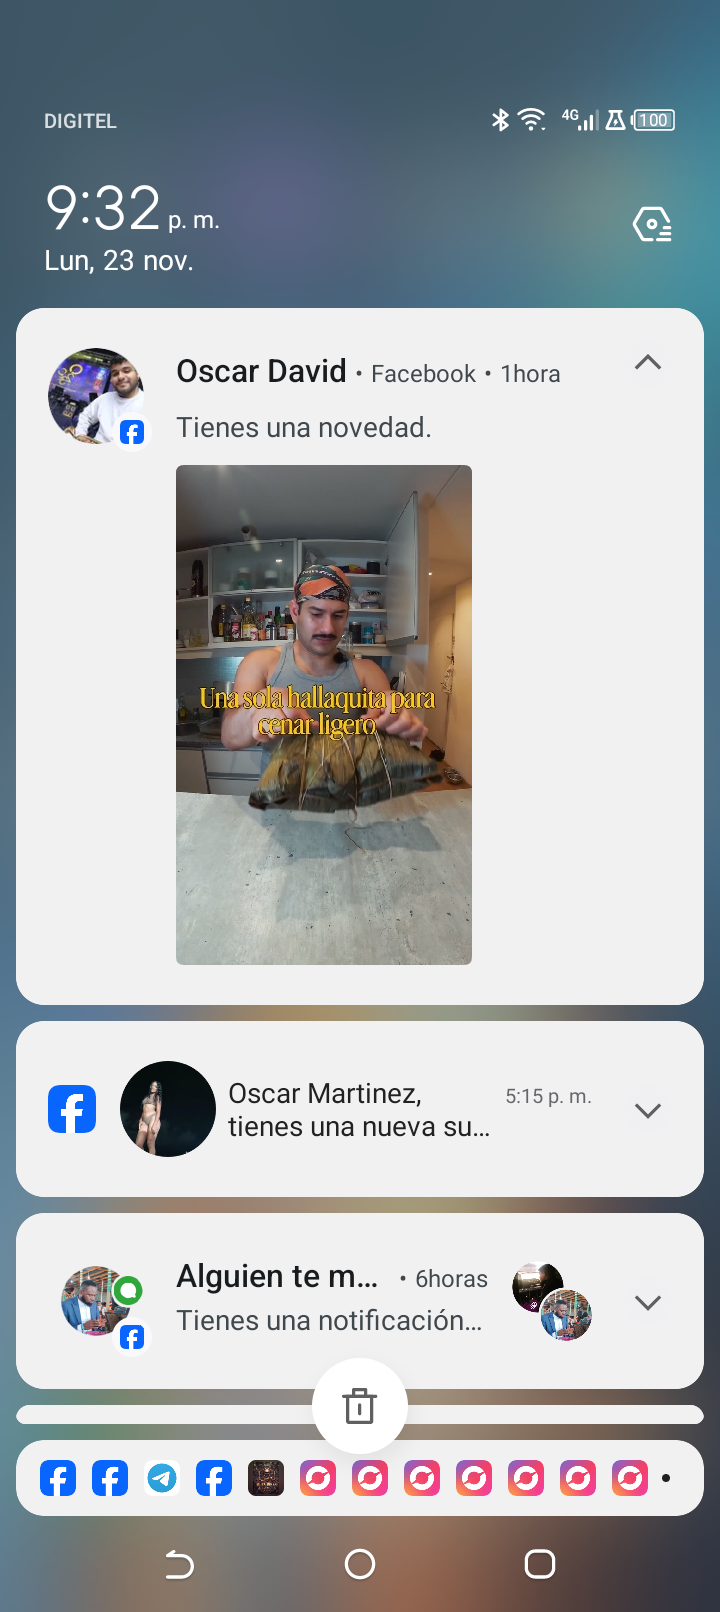 DIGITEL
4G
100
9:32 p. m.
Lun, 23 nov.
Oscar David • Facebook • 1hora
Tienes una novedad.
Una sola hallaquita para
cenar ligero
Oscar Martinez,
5:15 p. m.
tienes una nueva su...
Alguien te m... • 6horas
Tienes una notificación...